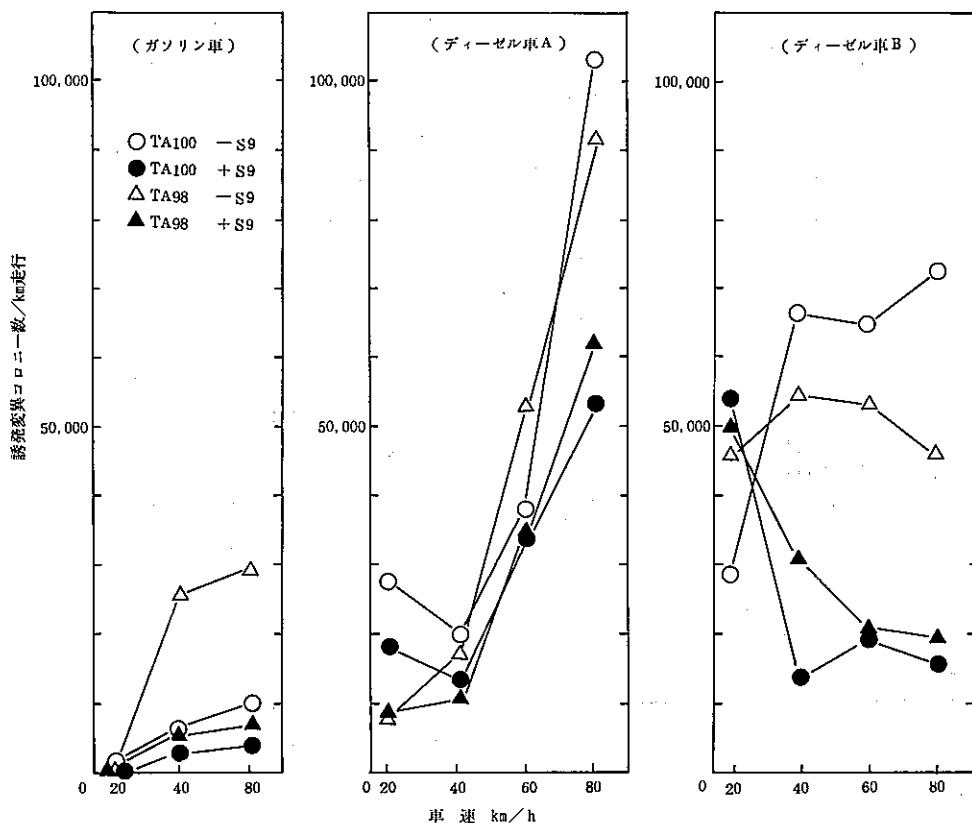 (ガソリン車)
(ディーゼル車A)
(ディーゼル車B)
100,000
100,000
100,000
○ TA100 －S9
● TA100 ＋S9
△ TA98 －S9
▲ TA98 ＋S9
誘発変異コロニー数/km走行
50,000
50,000
50,000
0 20 40 80
0 20 40 60 80
0 20 40 60 80
車速 km/h